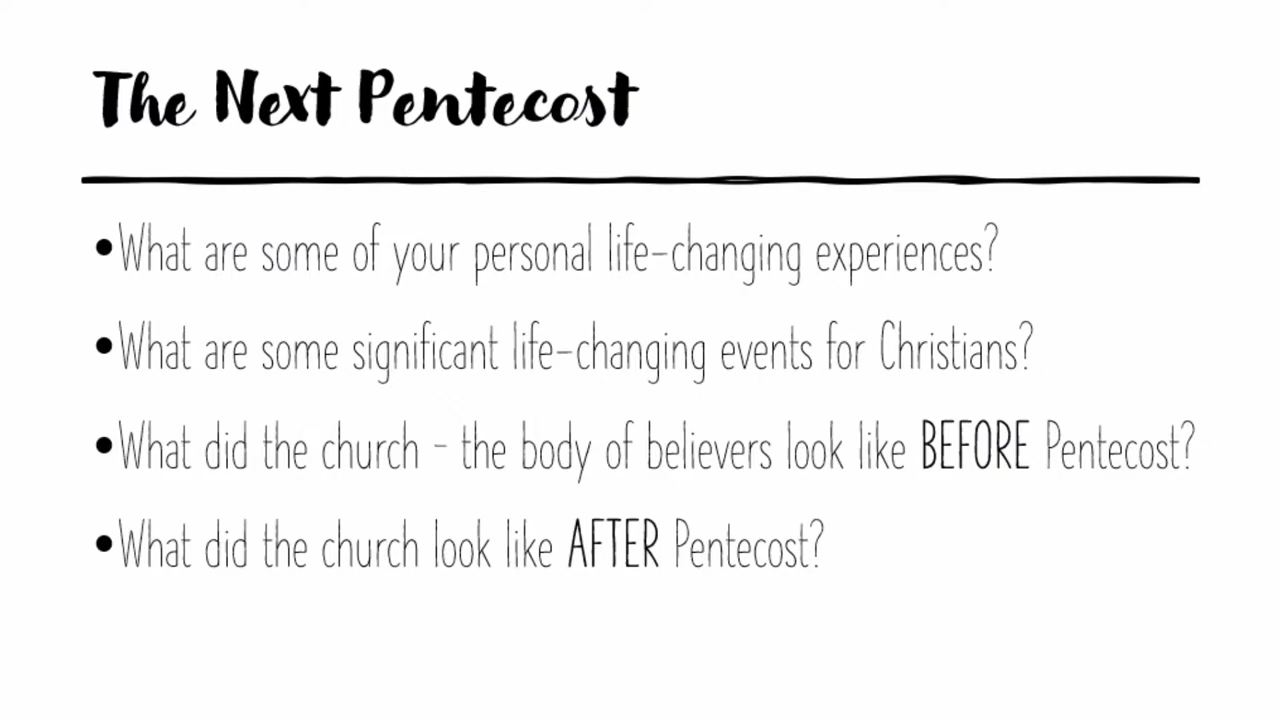 The Next Pentecost
•What are some of your personal life-changing experiences?
•What are some significant life-changing events for Christians?
•What did the church - the body of believers look like BEFORE Pentecost?
•What did the church look like AFTER Pentecost?